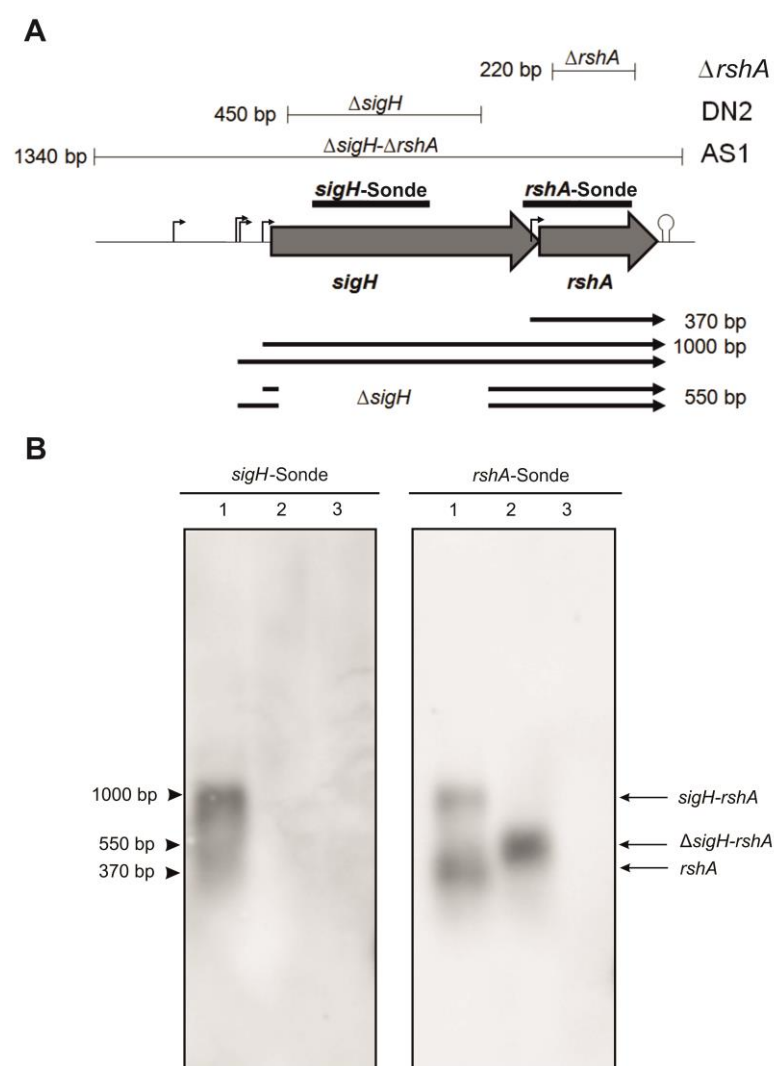 A
220 bp ΔrshA ΔrshA
450 bp ΔsigH DN2
1340 bp ΔsigH-ΔrshA AS1
sigH-Sonde rshA-Sonde
sigH rshA
370 bp
1000 bp
ΔsigH 550 bp
B
sigH-Sonde rshA-Sonde
1 2 3 1 2 3
1000 bp sigH-rshA
550 bp ΔsigH-rshA
370 bp rshA